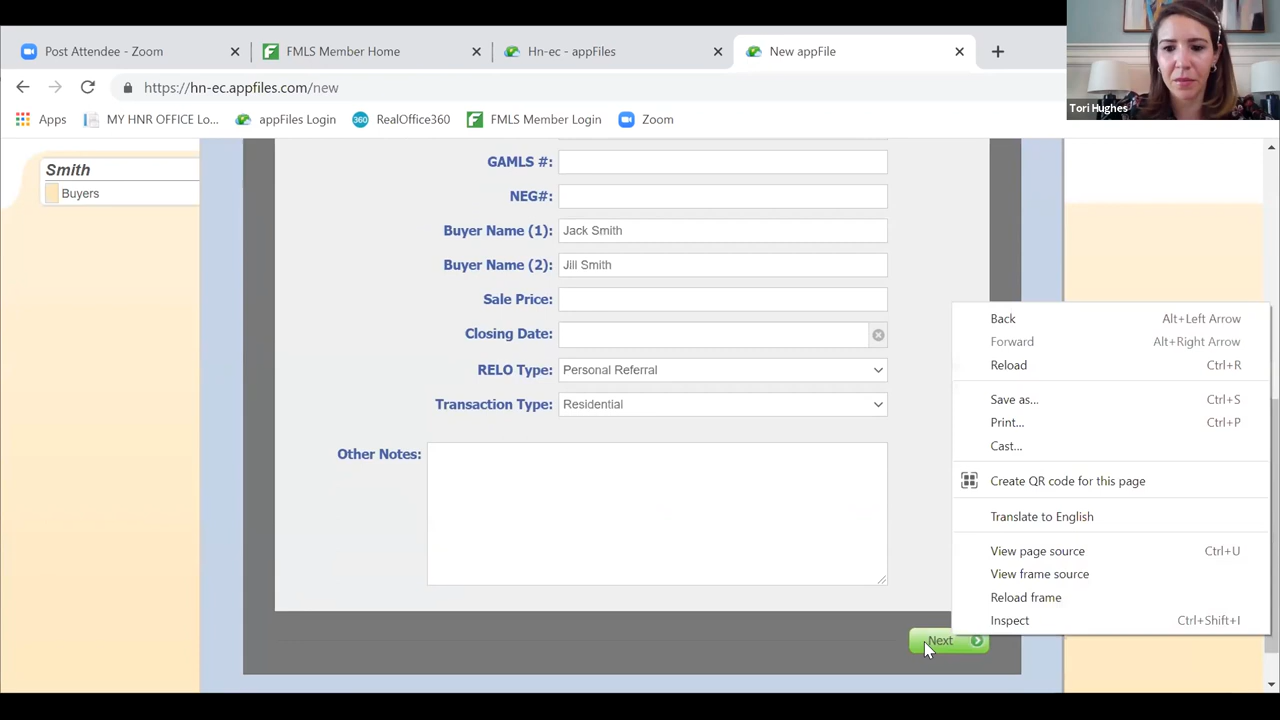 Post Attendee - Zoom
FMLS Member Home
Hn-ec - appFiles
New appFile
Tori Hughes
https://hn-ec.appfiles.com/new
Apps
MY HNR OFFICE Lo...
appFiles Login
360
RealOffice360
FMLS Member Login
Zoom
Smith
Buyers
GAMLS #:
NEG#:
Buyer Name (1): Jack Smith
Buyer Name (2): Jill Smith
Sale Price:
Closing Date:
RELO Type: Personal Referral
Transaction Type: Residential
Other Notes:
Back Alt+Left Arrow
Forward Alt+Right Arrow
Reload Ctrl+R
Save as... Ctrl+S
Print... Ctrl+P
Cast...
Create QR code for this page
Translate to English
View page source Ctrl+U
View frame source
Reload frame
Inspect Ctrl+Shift+I
Next